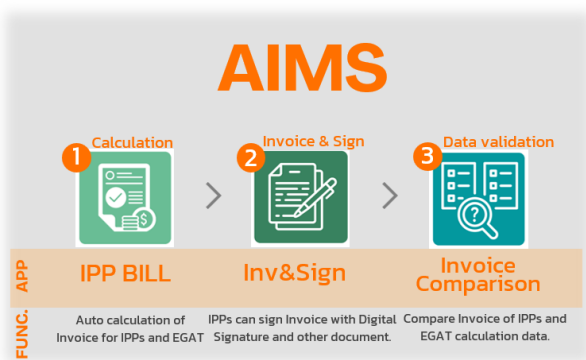 AIMS
1 Calculation
2 Invoice & Sign
3 Data validation
?
$
APP
IPP BILL
Inv&Sign
Invoice
Comparison
FUNC.
Auto calculation of
Invoice for IPPs and EGAT
IPPs can sign Invoice with Digital
Signature and other document.
Compare Invoice of IPPs and
EGAT calculation data.